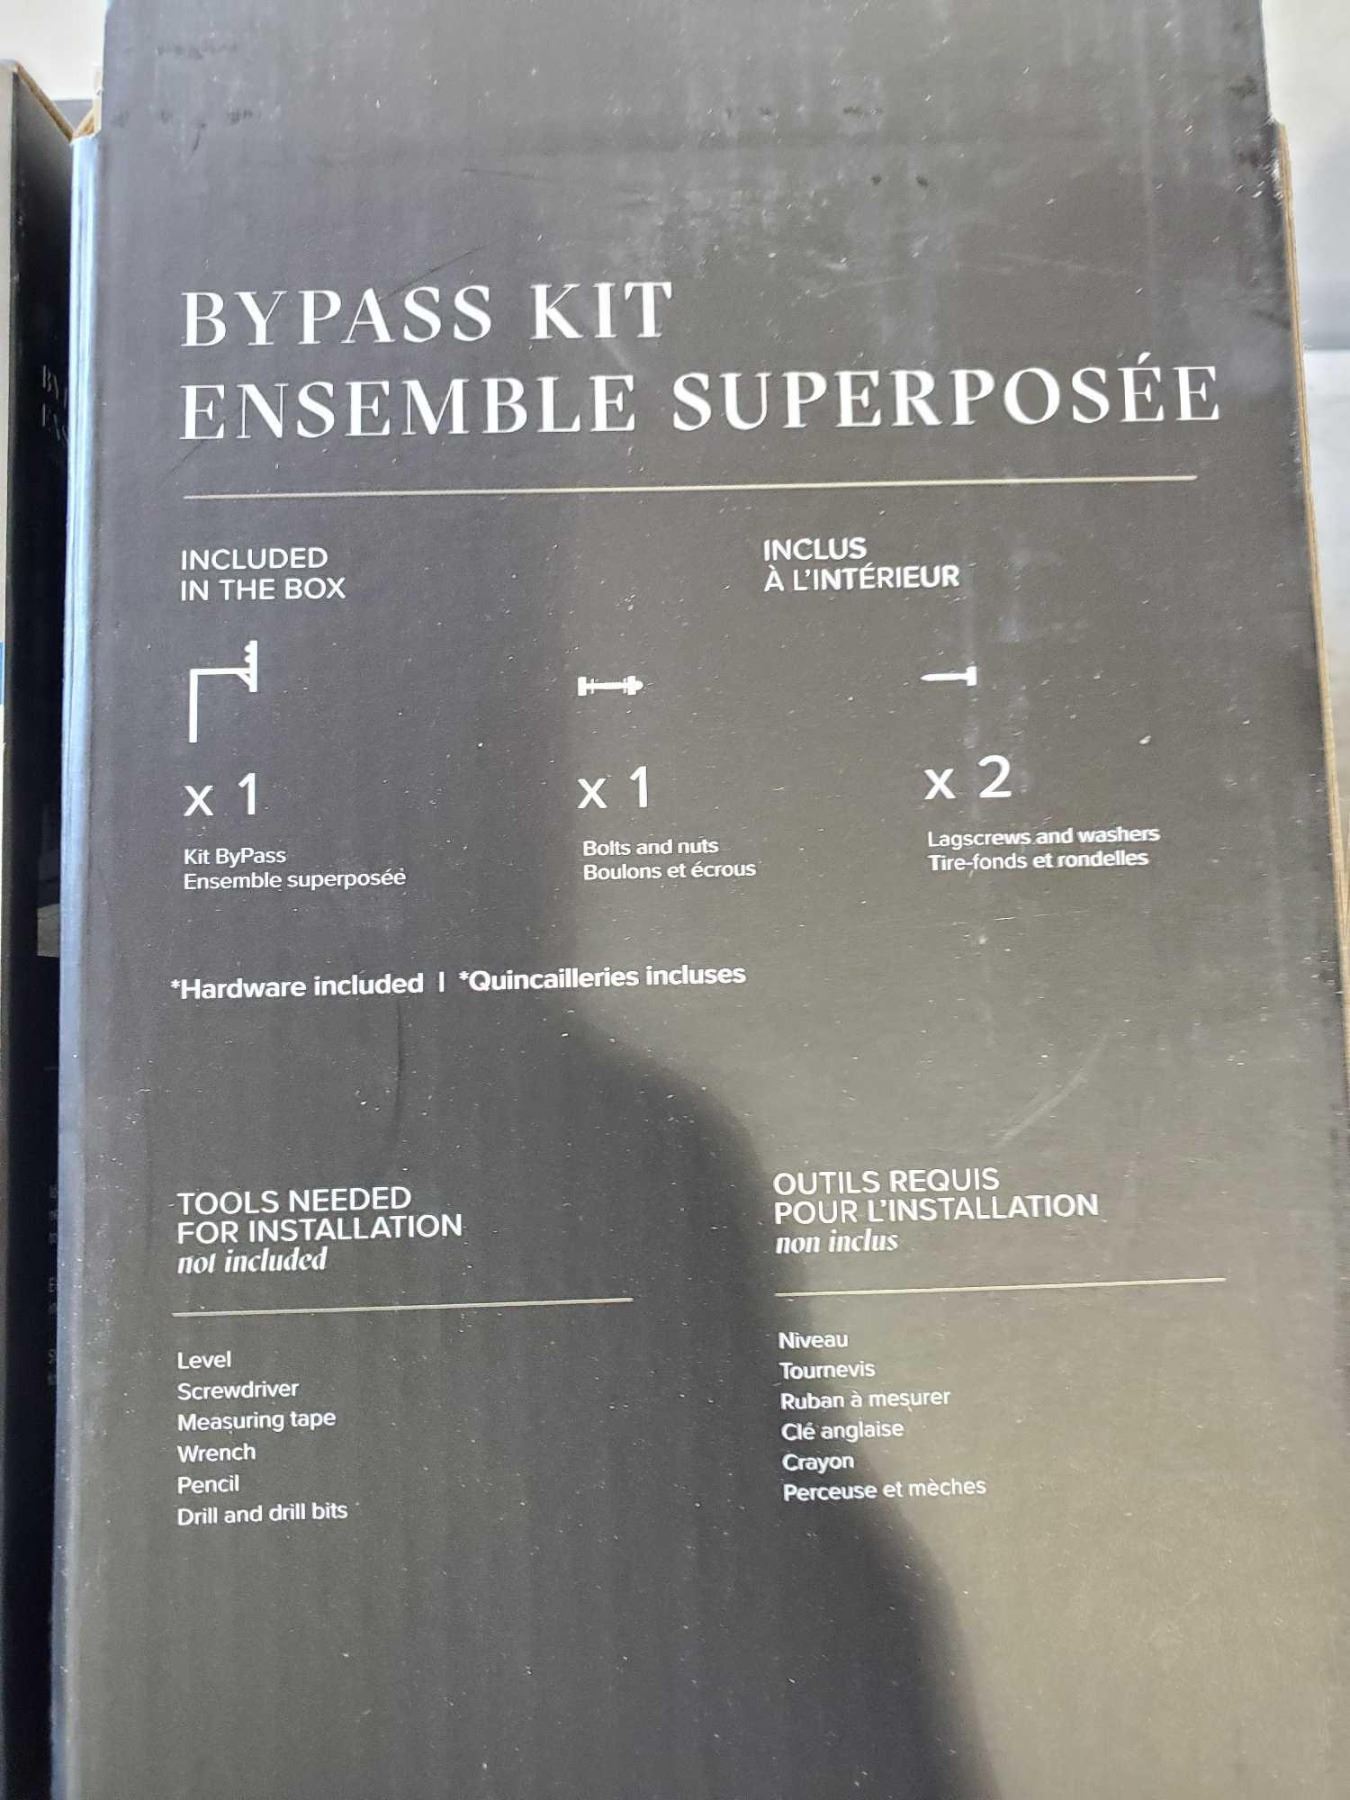 BYPASS KIT
ENSEMBLE SUPERPOSÉE
INCLUDED
IN THE BOX
INCLUS
À L'INTÉRIEUR
x 1
Kit ByPass
Ensemble superposée
x 1
Bolts and nuts
Boulons et écrous
x 2
Lagscrews and washers
Tire-fonds et rondelles
*Hardware included | *Quincailleries incluses
TOOLS NEEDED
FOR INSTALLATION
not included
Level
Screwdriver
Measuring tape
Wrench
Pencil
Drill and drill bits
OUTILS REQUIS
POUR L'INSTALLATION
non inclus
Niveau
Tournevis
Ruban à mesurer
Clé anglaise
Crayon
Perceuse et mèches